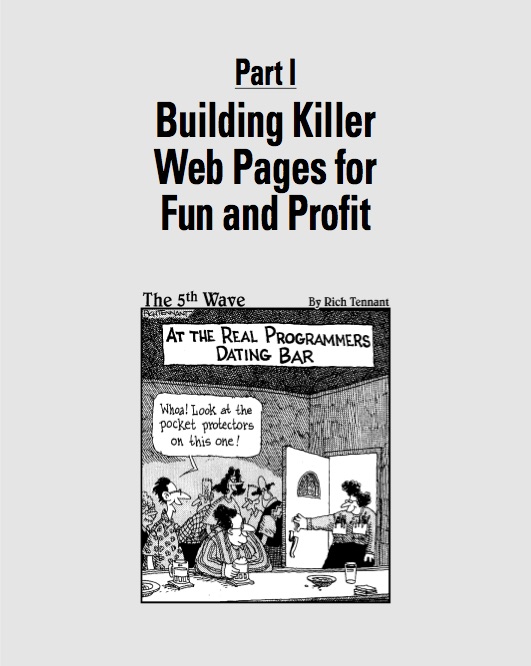 Part I
Building Killer
Web Pages for
Fun and Profit
The 5th Wave By Rich Tennant
RICHTENNANT
AT THE REAL PROGRAMMERS
DATING BAR
Whoa! Look at the
pocket protectors
on this one!